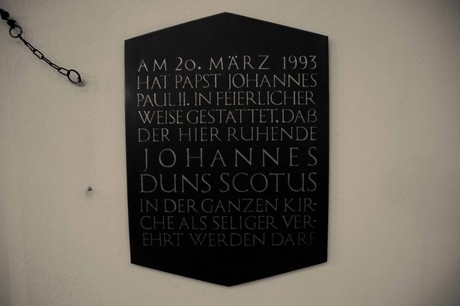 AM 20. MÄRZ 1993
HAT PAPST JOHANNES
PAUL II. IN FEIERLICHER
WEISE GESTATTET, DAß
DER HIER RUHENDE
JOHANNES
DUNS SCOTUS
IN DER GANZEN KIR-
CHE ALS SELIGER VER-
EHRT WERDEN DARF